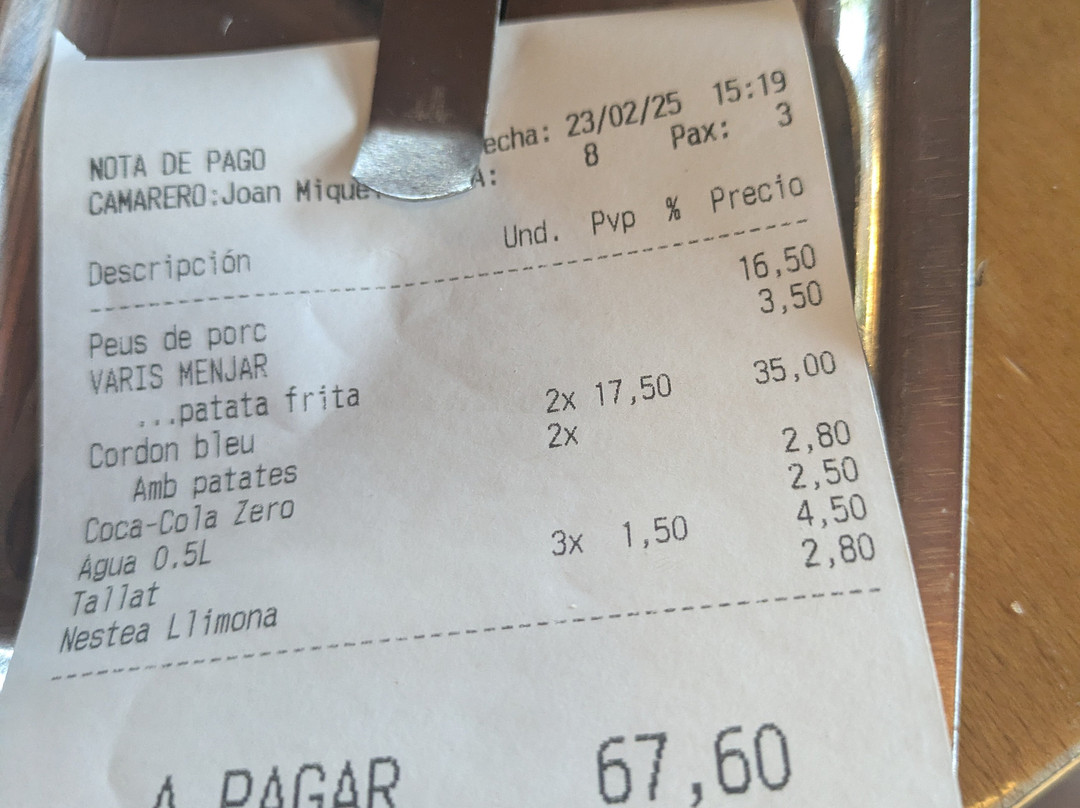 NOTA DE PAGO echa: 23/02/25 15:19
CAMARERO:Joan Mique A: 8 Pax: 3
Descripción Und. Pvp % Precio
Peus de porc 16,50
VARIS MENJAR 3,50
...patata frita
Cordon bleu 2x 17,50 35,00
Amb patates 2x
Coca-Cola Zero 2,80
Agua 0.5L 2,50
Tallat 3x 1,50 4,50
Nestea Llimona 2,80
A PAGAR 67,60